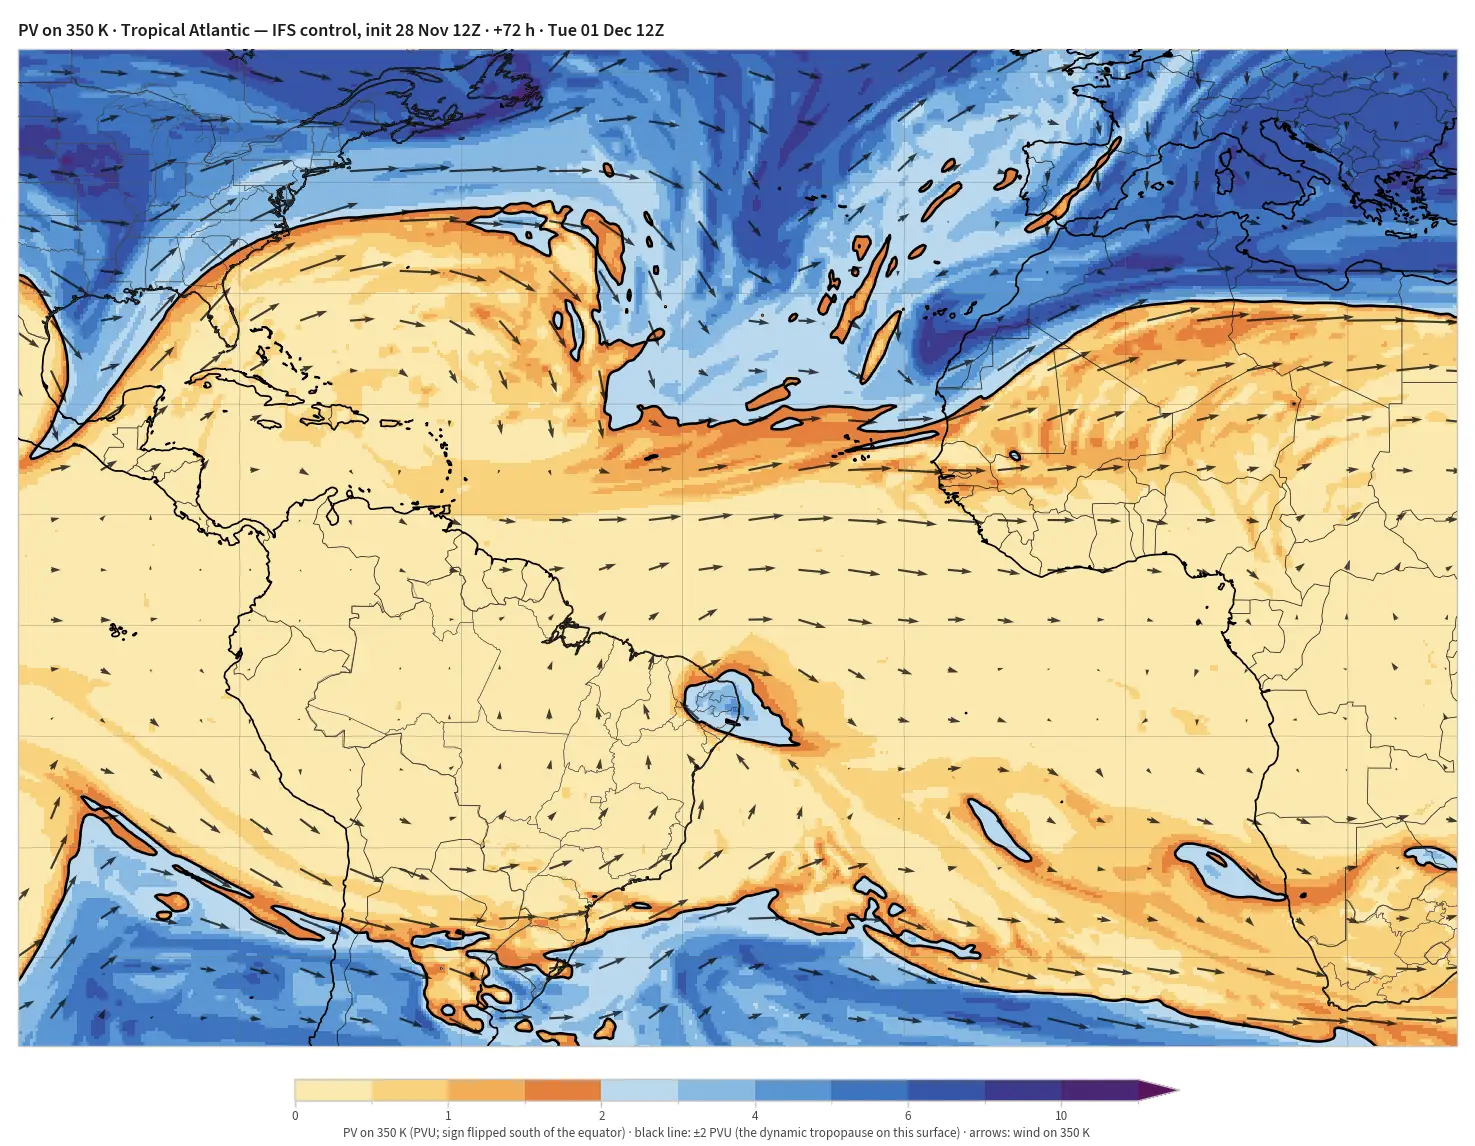 PV on 350 K · Tropical Atlantic — IFS control, init 28 Nov 12Z · +72 h · Tue 01 Dec 12Z
0 1 2 4 6 10
PV on 350 K (PVU; sign flipped south of the equator) · black line: ±2 PVU (the dynamic tropopause on this surface) · arrows: wind on 350 K